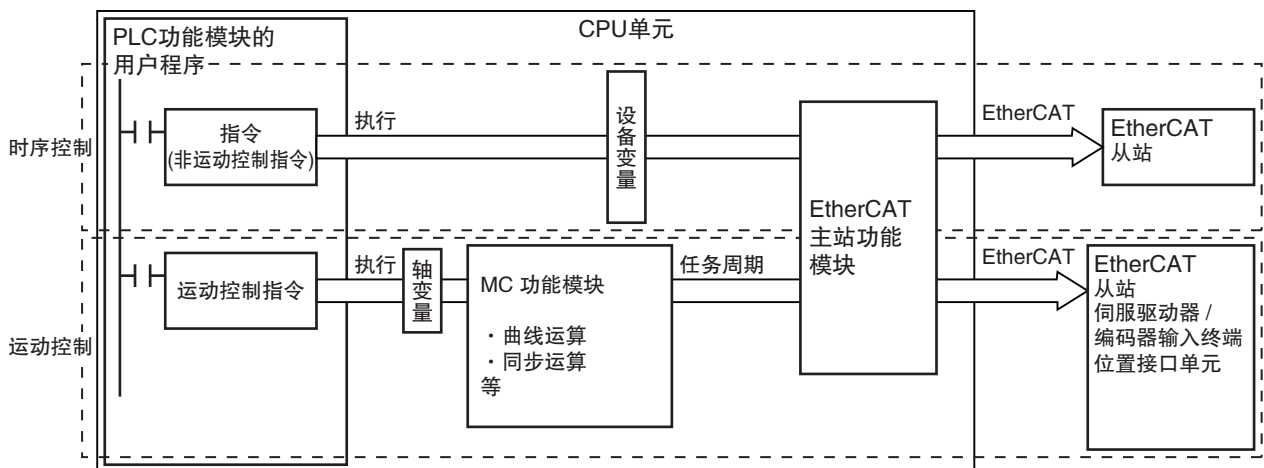 CPU单元
PLC功能模块的
用户程序
时序控制
指令
(非运动控制指令)
执行
设备变量
EtherCAT
主站功能
模块
EtherCAT
EtherCAT
从站
运动控制
运动控制指令
执行
轴变量
MC 功能模块
・曲线运算
・同步运算
等
任务周期
EtherCAT
EtherCAT
从站
伺服驱动器 /
编码器输入终端
位置接口单元